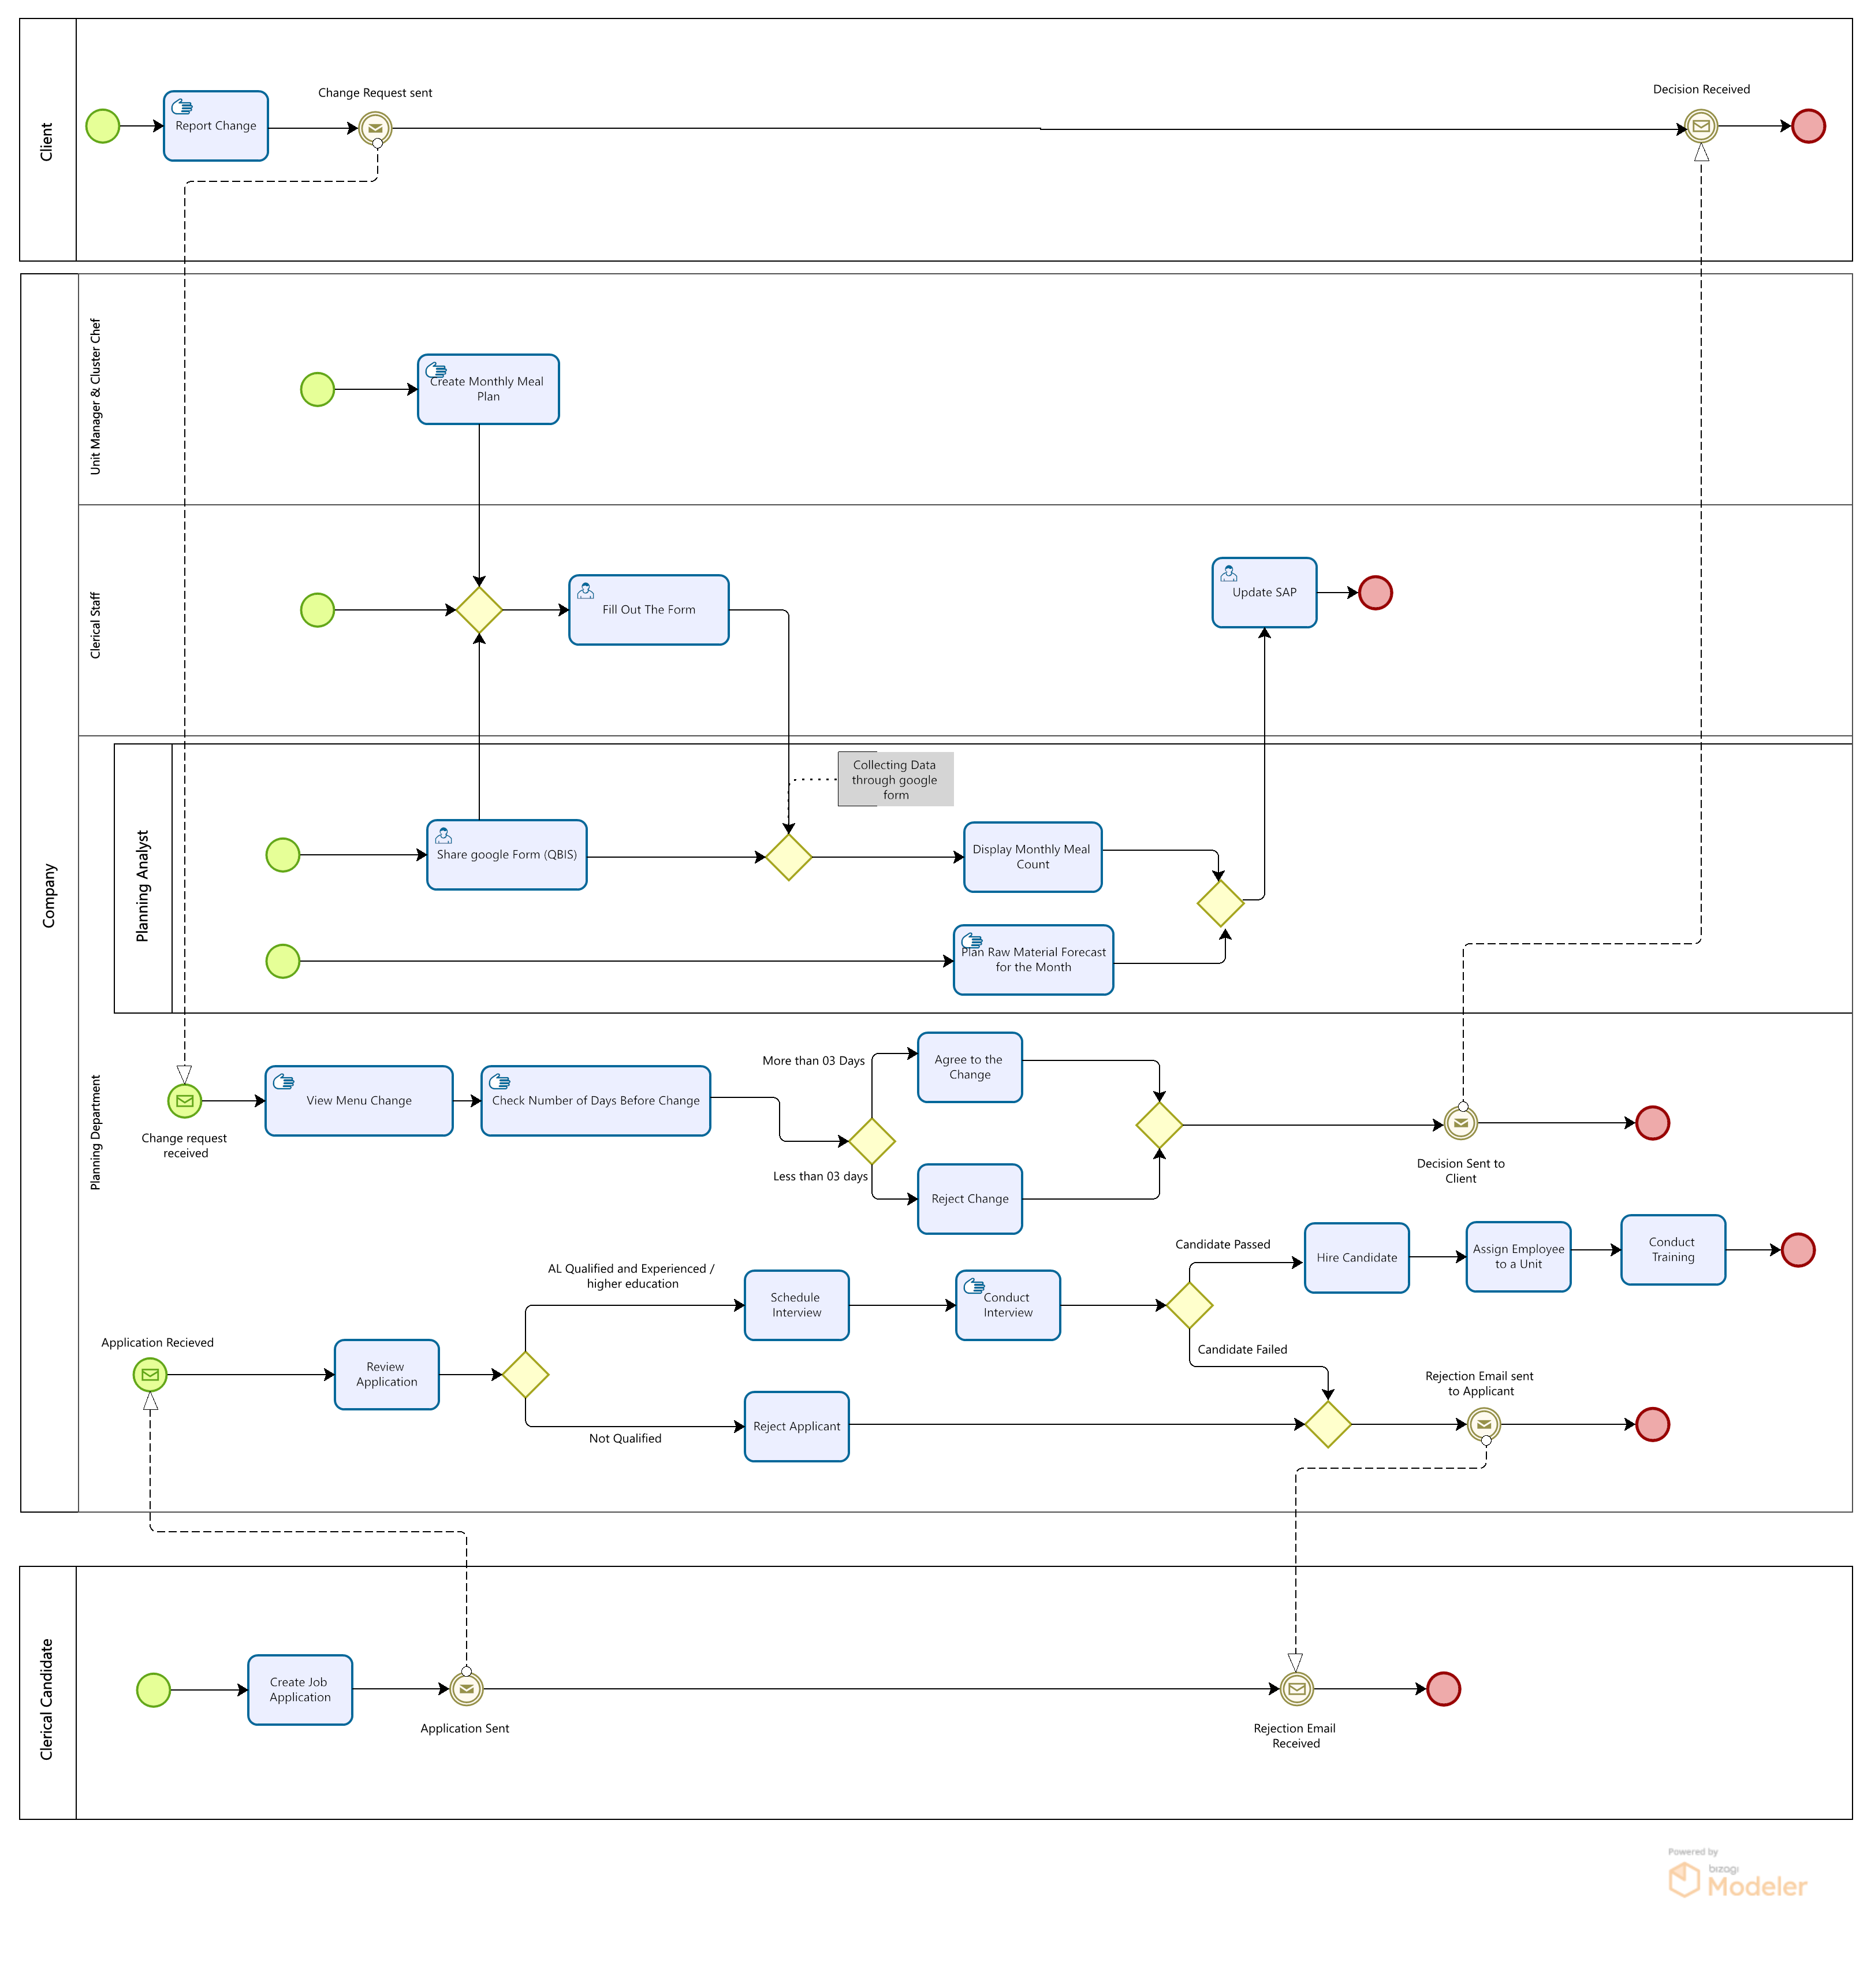 Client
Change Request sent
Decision Received
Report Change
Company
Unit Manager & Cluster Chef
Create Monthly Meal
Plan
Clerical Staff
Fill Out The Form
Update SAP
Planning Department
Planning Analyst
Collecting Data
through google
form
Share google Form (QBIS)
Display Monthly Meal
Count
Plan Raw Material Forecast
for the Month
Change request
received
View Menu Change
Check Number of Days Before Change
More than 03 Days
Less than 03 days
Agree to the
Change
Reject Change
Decision Sent to
Client
Application Recieved
Review
Application
AL Qualified and Experienced /
higher education
Not Qualified
Schedule
Interview
Reject Applicant
Conduct
Interview
Candidate Passed
Candidate Failed
Hire Candidate
Assign Employee
to a Unit
Conduct
Training
Rejection Email sent
to Applicant
Clerical Candidate
Create Job
Application
Application Sent
Rejection Email
Received
Powered by
bizagi
Modeler